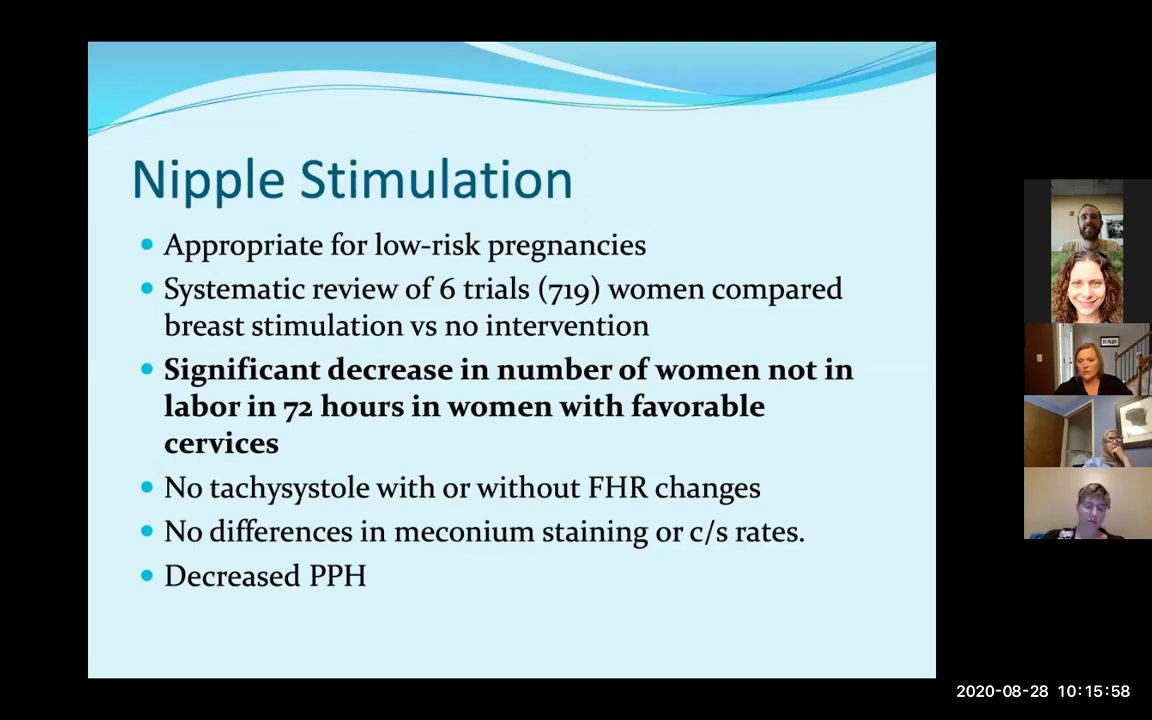 Nipple Stimulation
Appropriate for low-risk pregnancies
Systematic review of 6 trials (719) women compared
breast stimulation vs no intervention
Significant decrease in number of women not in
labor in 72 hours in women with favorable
cervices
No tachysystole with or without FHR changes
No differences in meconium staining or c/s rates.
Decreased PPH
2020-08-28 10:15:58